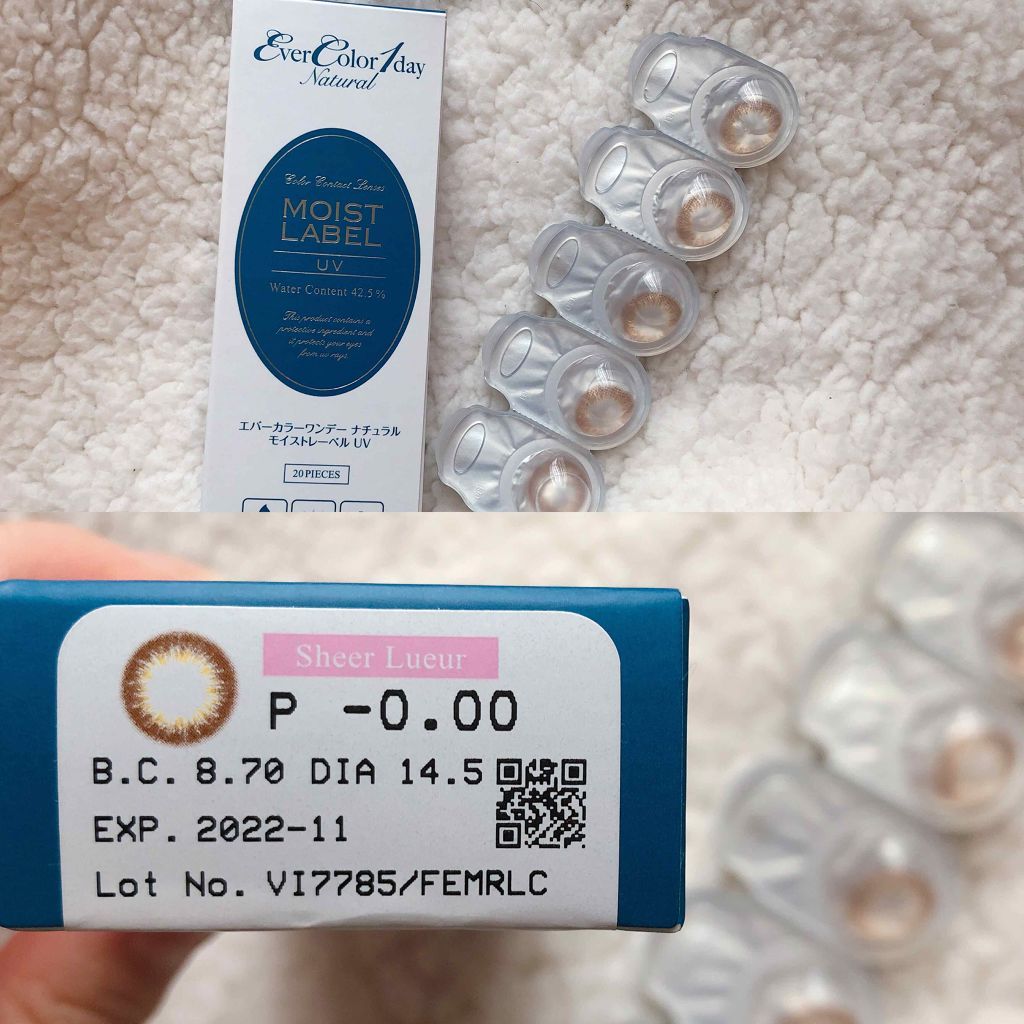 EverColor1day
Natural
Color Contact Lenses
MOIST
LABEL
UV
Water Content 42.5%
This product contains a
protective ingredient and
it protects your eyes
from uv rays.
エバーカラーワンデー ナチュラル
モイストレーベル UV
20 PIECES
Sheer Lueur
P -0.00
B.C. 8.70 DIA 14.5
EXP. 2022-11
Lot No. VI7785/FEMRLC